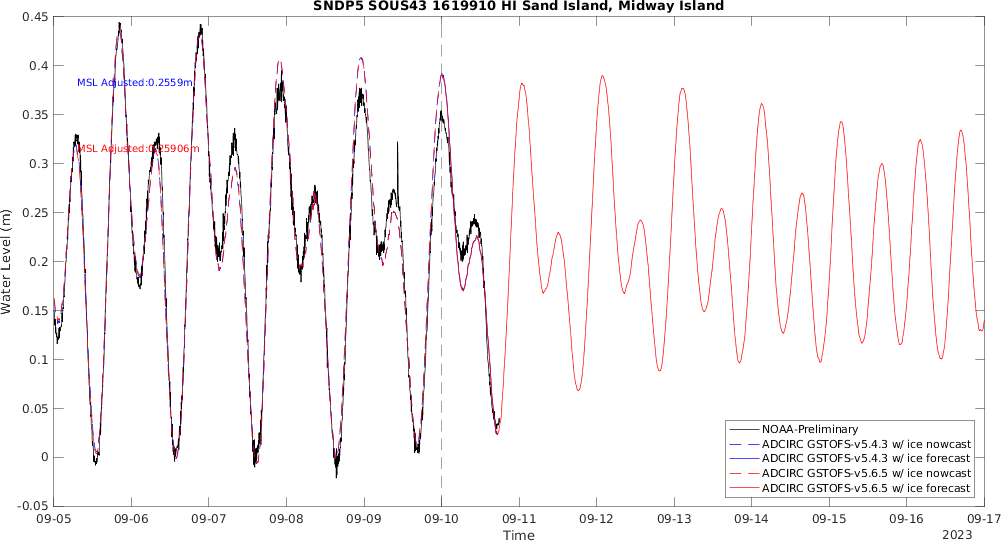 SNDP5 SOUS43 1619910 HI Sand Island, Midway Island
0.45
0.4
0.35
0.3
0.25
0.2
0.15
0.1
0.05
0
-0.05
Water Level (m)
MSL Adjusted:0.2559m
MSL Adjusted:0.25906m
NOAA-Preliminary
ADCIRC GSTOFS-v5.4.3 w/ ice nowcast
ADCIRC GSTOFS-v5.4.3 w/ ice forecast
ADCIRC GSTOFS-v5.6.5 w/ ice nowcast
ADCIRC GSTOFS-v5.6.5 w/ ice forecast
09-05 09-06 09-07 09-08 09-09 09-10 09-11 09-12 09-13 09-14 09-15 09-16 09-17
Time
2023